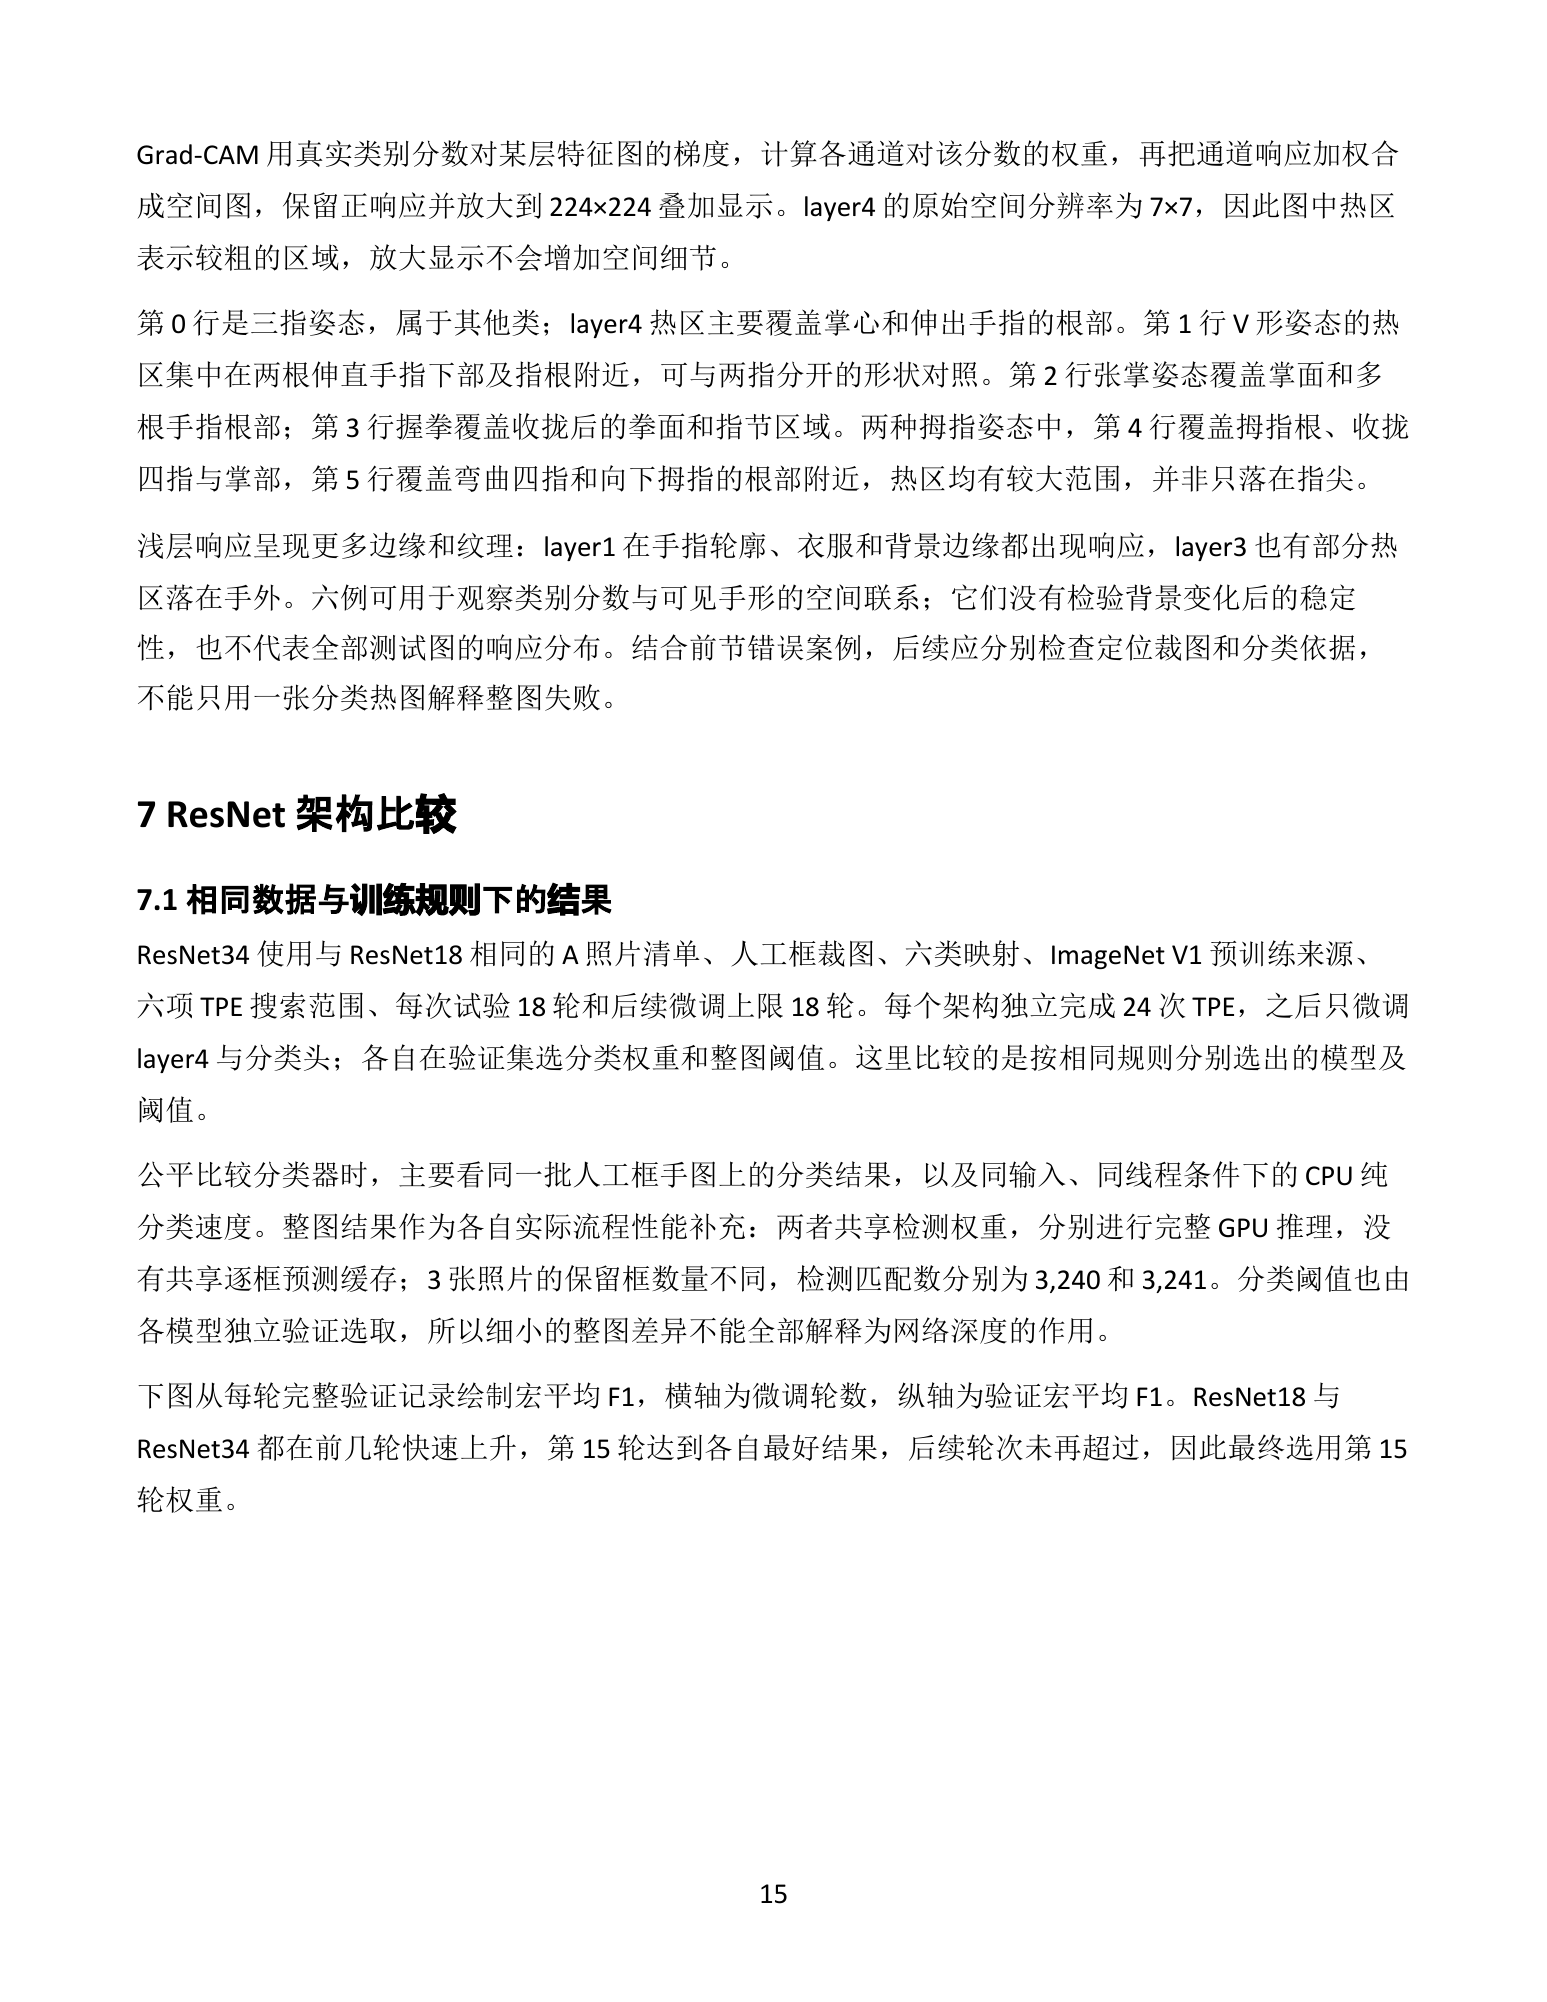 Grad-CAM 用真实类别分数对某层特征图的梯度，计算各通道对该分数的权重，再把通道响应加权合
成空间图，保留正响应并放大到 224×224 叠加显示。layer4 的原始空间分辨率为 7×7，因此图中热区
表示较粗的区域，放大显示不会增加空间细节。
第 0 行是三指姿态，属于其他类；layer4 热区主要覆盖掌心和伸出手指的根部。第 1 行 V 形姿态的热
区集中在两根伸直手指下部及指根附近，可与两指分开的形状对照。第 2 行张掌姿态覆盖掌面和多
根手指根部；第 3 行握拳覆盖收拢后的拳面和指节区域。两种拇指姿态中，第 4 行覆盖拇指根、收拢
四指与掌部，第 5 行覆盖弯曲四指和向下拇指的根部附近，热区均有较大范围，并非只落在指尖。
浅层响应呈现更多边缘和纹理：layer1 在手指轮廓、衣服和背景边缘都出现响应，layer3 也有部分热
区落在手外。六例可用于观察类别分数与可见手形的空间联系；它们没有检验背景变化后的稳定
性，也不代表全部测试图的响应分布。结合前节错误案例，后续应分别检查定位裁图和分类依据，
不能只用一张分类热图解释整图失败。
7 ResNet 架构比较
7.1 相同数据与训练规则下的结果
ResNet34 使用与 ResNet18 相同的 A 照片清单、人工框裁图、六类映射、ImageNet V1 预训练来源、
六项 TPE 搜索范围、每次试验 18 轮和后续微调上限 18 轮。每个架构独立完成 24 次 TPE，之后只微调
layer4 与分类头；各自在验证集选分类权重和整图阈值。这里比较的是按相同规则分别选出的模型及
阈值。
公平比较分类器时，主要看同一批人工框手图上的分类结果，以及同输入、同线程条件下的 CPU 纯
分类速度。整图结果作为各自实际流程性能补充：两者共享检测权重，分别进行完整 GPU 推理，没
有共享逐框预测缓存；3 张照片的保留框数量不同，检测匹配数分别为 3,240 和 3,241。分类阈值也由
各模型独立验证选取，所以细小的整图差异不能全部解释为网络深度的作用。
下图从每轮完整验证记录绘制宏平均 F1，横轴为微调轮数，纵轴为验证宏平均 F1。ResNet18 与
ResNet34 都在前几轮快速上升，第 15 轮达到各自最好结果，后续轮次未再超过，因此最终选用第 15
轮权重。
15